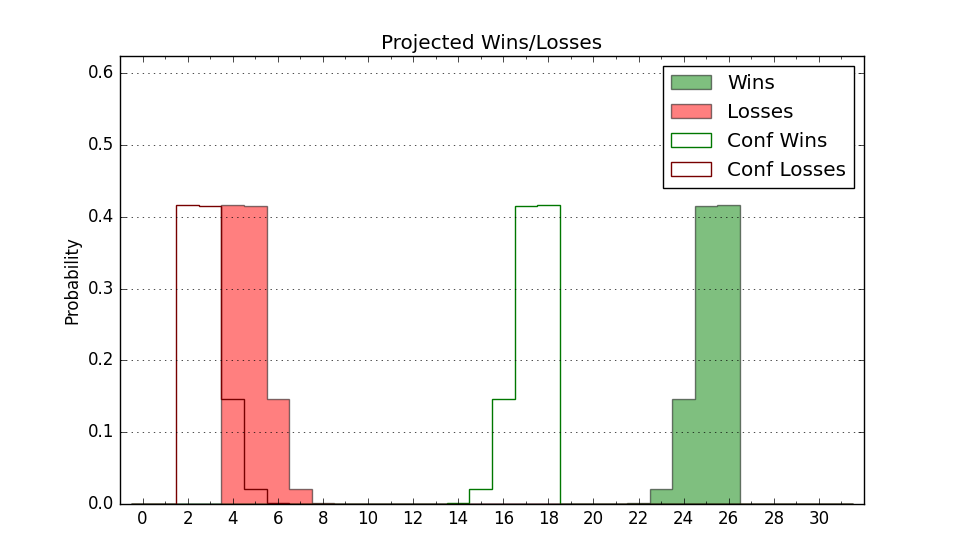 Projected Wins/Losses
Wins
Losses
Conf Wins
Conf Losses
Probability
0.6
0.5
0.4
0.3
0.2
0.1
0.0
0 2 4 6 8 10 12 14 16 18 20 22 24 26 28 30